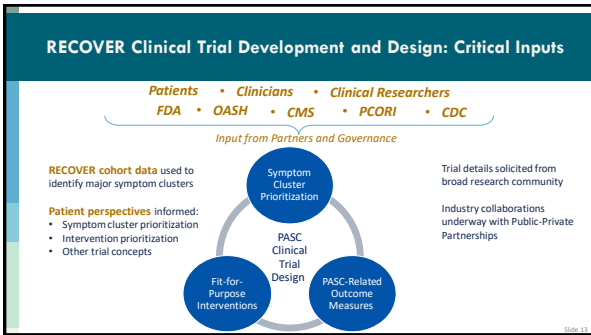 RECOVER Clinical Trial Development and Design: Critical Inputs
Patients • Clinicians • Clinical Researchers
FDA • OASH • CMS • PCORI • CDC
Input from Partners and Governance
RECOVER cohort data used to
identify major symptom clusters
Patient perspectives informed:
• Symptom cluster prioritization
• Intervention prioritization
• Other trial concepts
Symptom
Cluster
Prioritization
PASC
Clinical
Trial
Design
Fit-for-
Purpose
Interventions
PASC-Related
Outcome
Measures
Trial details solicited from
broad research community
Industry collaborations
underway with Public-Private
Partnerships
Slide 13